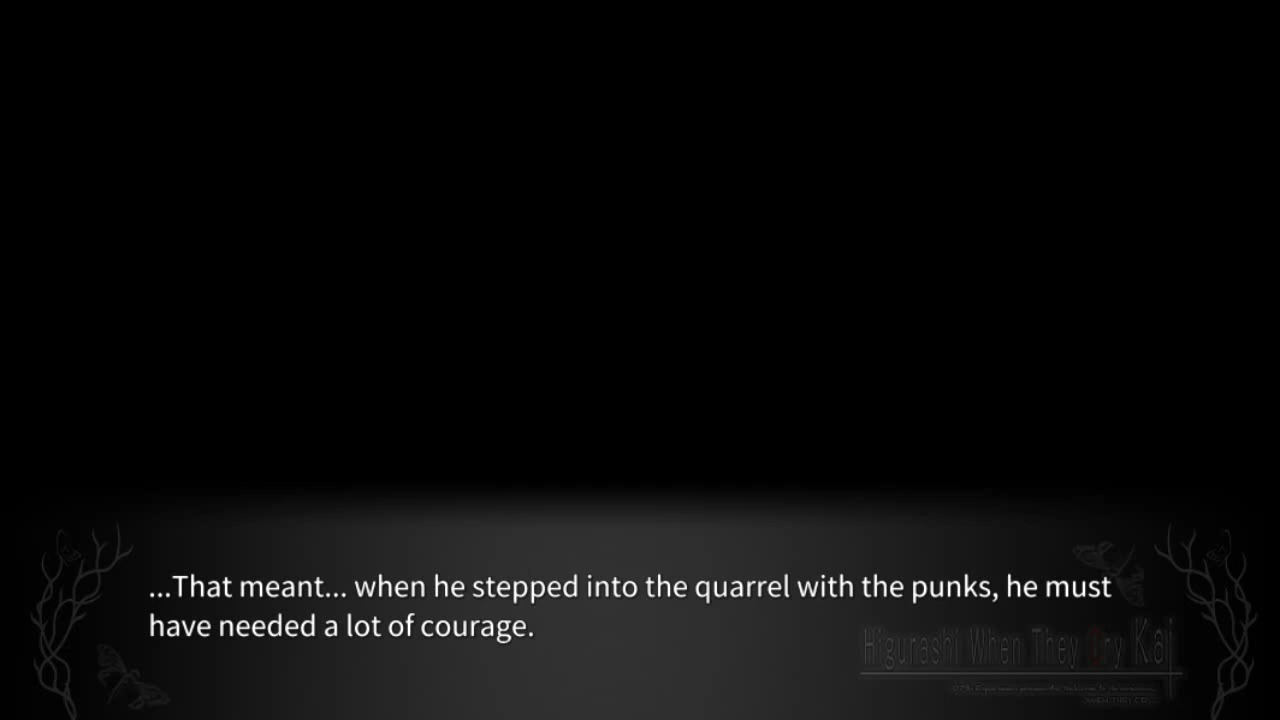 ...That meant... when he stepped into the quarrel with the punks, he must
have needed a lot of courage.
Higurashi When They Cry Kai